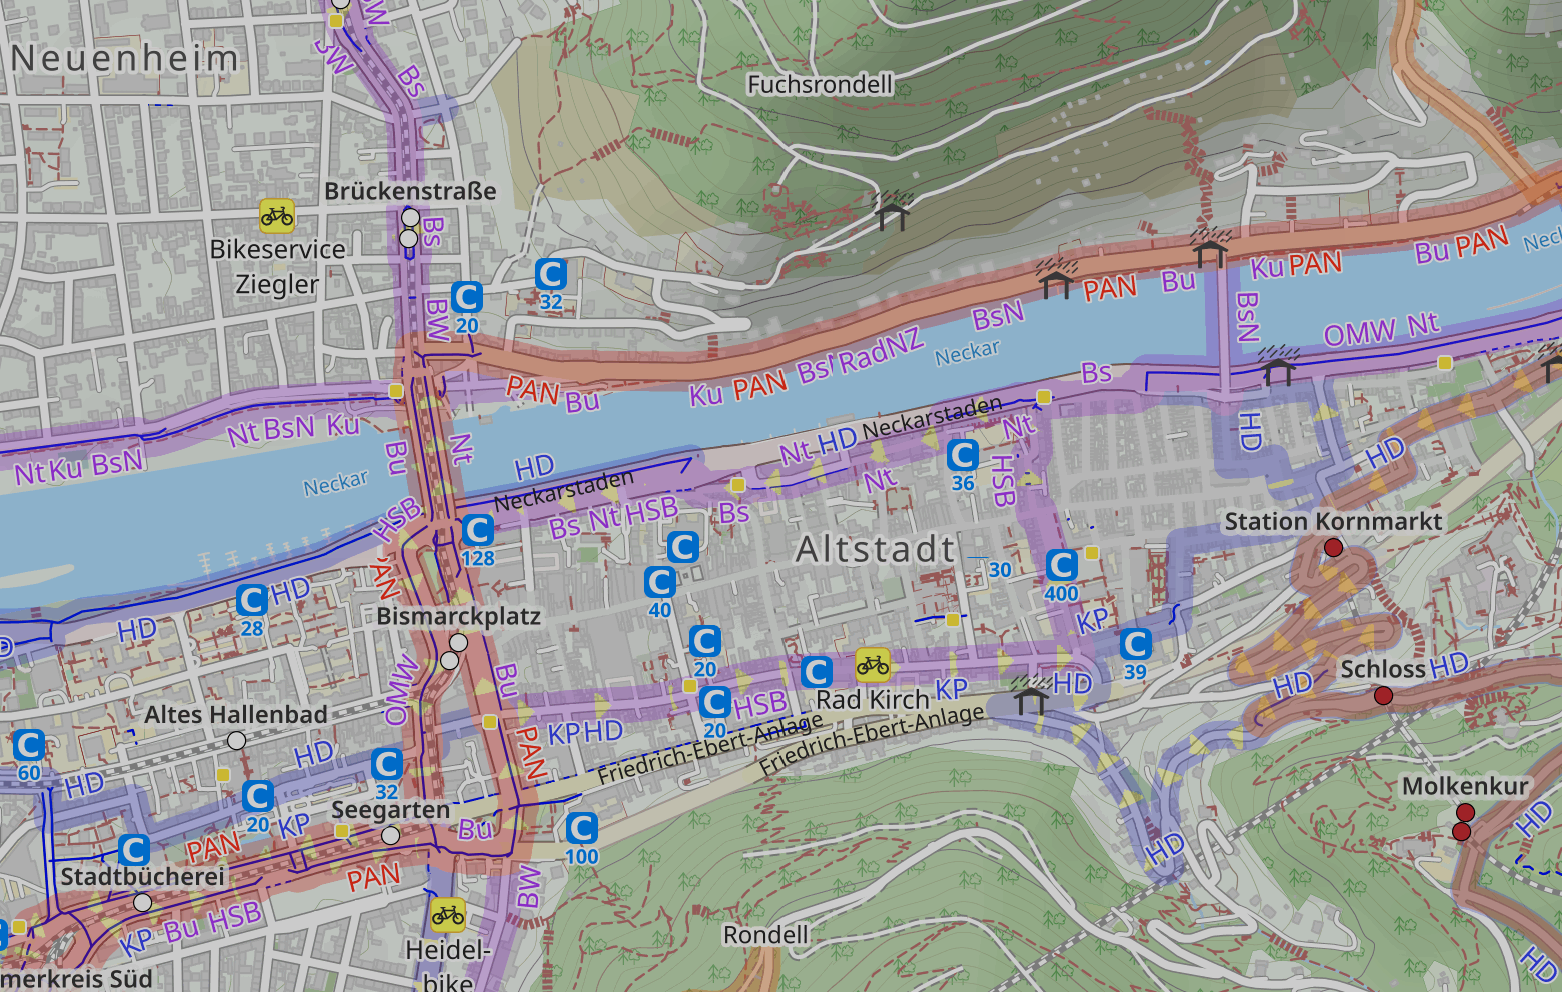 BW
BW
Neuenheim
Bs
Fuchsrondell
Brückenstraße
Bs
Bikeservice
Ziegler
C
20
C
32
BW
BsN
Bu PAN
Ku PAN
Bu
PAN
BsN
BsN
OMW Nt
Neckar
RadNZ
PAN
Bu
Ku PAN
Bs
Nt BsN Ku
Nt Ku BsN
Bu
Nt
Neckar
HD
Neckarstaden
Nt HD
Neckarstaden
Nt
Nt
HD
HD
HSB
Bs Nt HSB
Bs
C
36
HSB
C
128
C
Altstadt
30
C
400
Station Kornmarkt
C
40
C
28
HD
HD
Bismarckplatz
KP
C
39
C
20
C
Rad Kirch
KP
HD
Schloss
HD
HD
OMW
Bu
C
20
HSB
Altes Hallenbad
KP HD
Friedrich-Ebert-Anlage
Friedrich-Ebert-Anlage
C
60
HD
HD
C
32
PAN
Molkenkur
HD
C
20
Seegarten
KP
Bu
C
100
PAN
C
HD
Stadtbücherei
PAN
BW
KP Bu HSB
Rondell
Heidel-
bike
HD
merkreis Süd